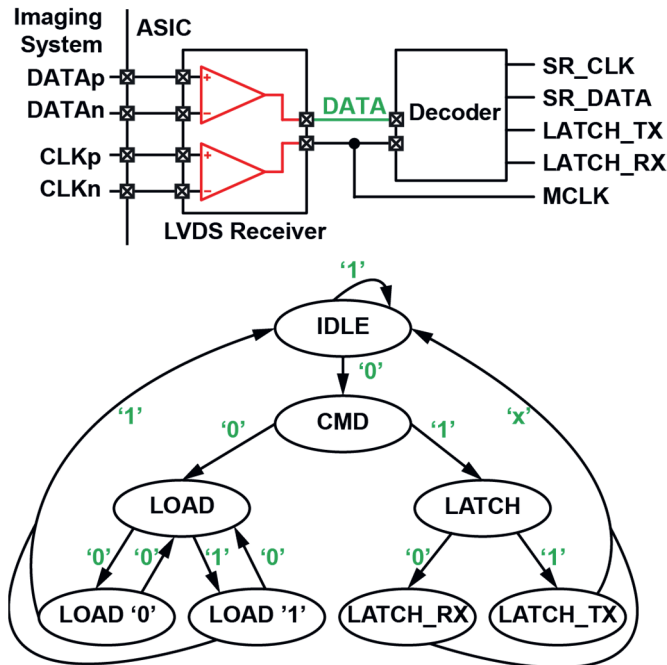 Imaging
System
ASIC
DATAp
DATAn
CLKp
CLKn
+
−
+
−
LVDS Receiver
DATA
Decoder
SR_CLK
SR_DATA
LATCH_TX
LATCH_RX
MCLK
‘1’
IDLE
‘0’
‘1’
CMD
‘x’
‘0’
‘1’
LOAD
LATCH
‘0’
‘0’
‘1’
‘0’
‘0’
‘1’
LOAD ‘0’
LOAD ’1’
LATCH_RX
LATCH_TX